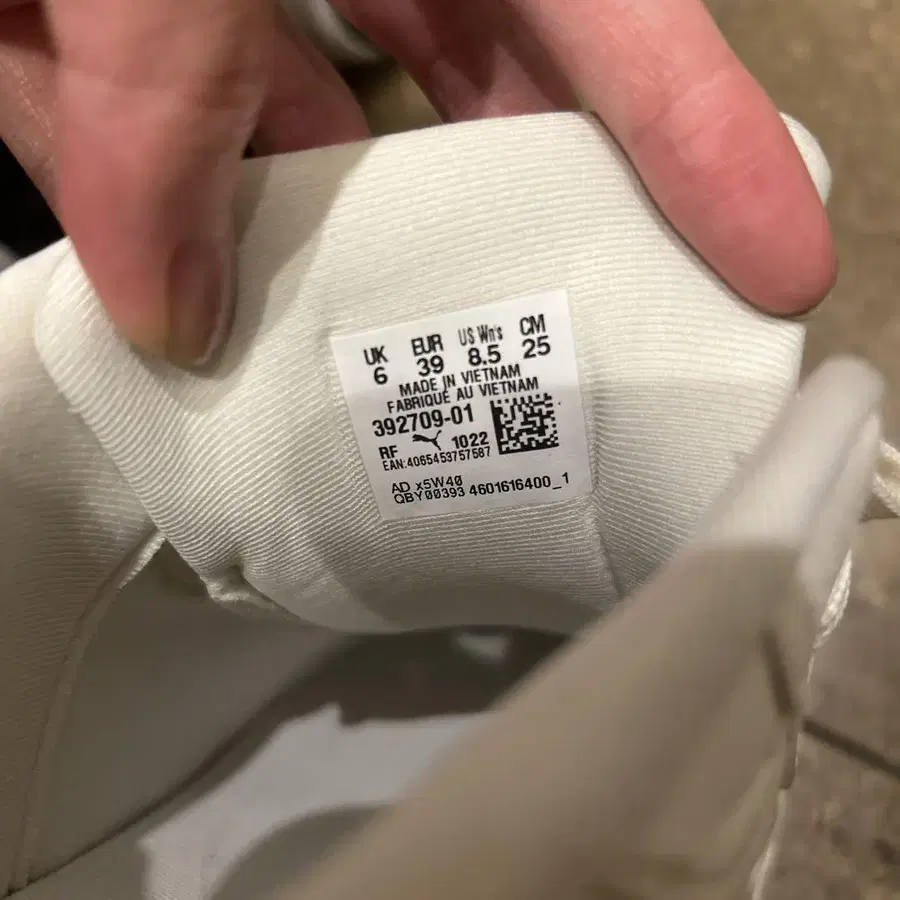 UK EUR US Wn's CM
6 39 8.5 25
MADE IN VIETNAM
FABRIQUÉ AU VIETNAM
392709-01
RF 1022
EAN:4065453757587
AD x5W40
QBY00393 4601616400_1